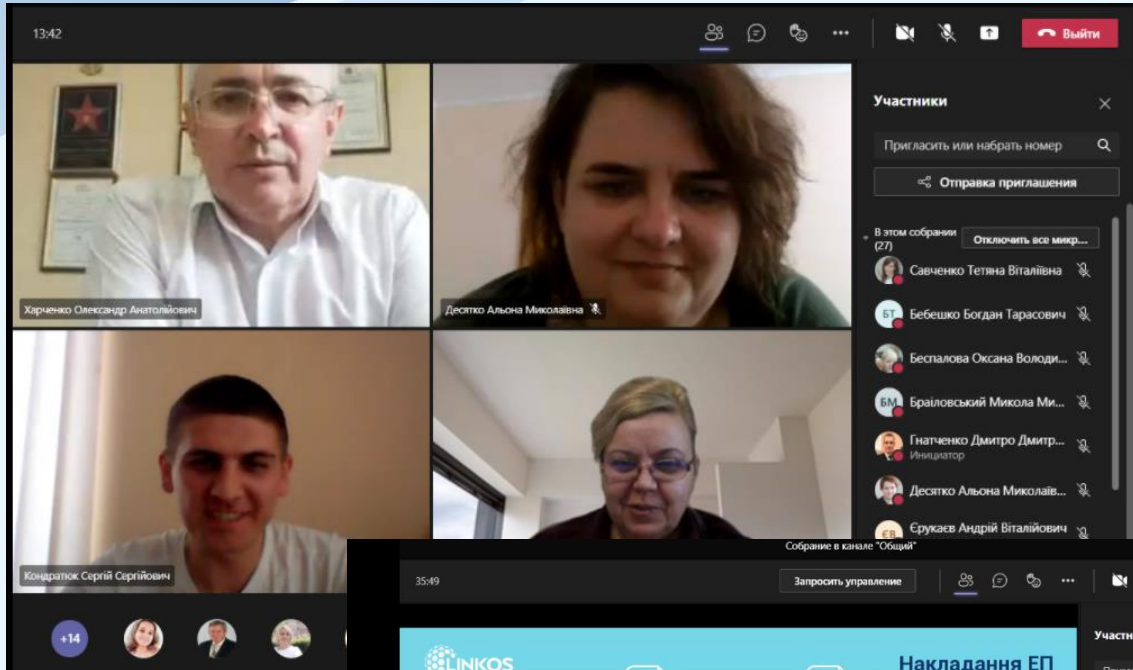 13:42
Выйти
Харченко Олександр Анатолійович
Десятко Альона Миколаївна
Кондратюк Сергій Сергійович
+14
Участники
Пригласить или набрать номер
Отправка приглашения
В этом собрании
(27)
Отключить все микр...
Савченко Тетяна Віталіївна
БТ
Бебешко Богдан Тарасович
Беспалова Оксана Володи...
БМ
Браіловський Микола Ми...
Гнатченко Дмитро Дмитр...
Инициатор
Десятко Альона Миколаїв...
ЄВ
Єрукаєв Андрій Віталійович
Собрание в канале "Общий"
35:49
Запросить управление
LINKOS
Накладання ЕП